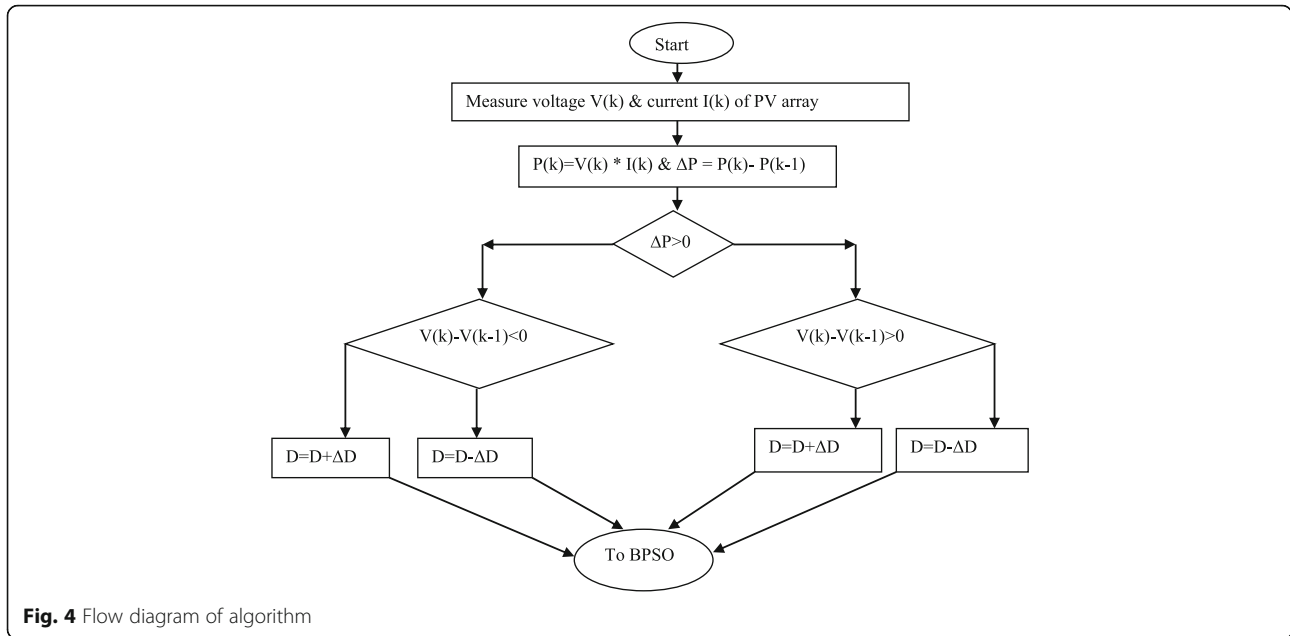 Start
Measure voltage V(k) & current I(k) of PV array
P(k)=V(k) * I(k) & ΔP = P(k)- P(k-1)
ΔP>0
V(k)-V(k-1)<0
V(k)-V(k-1)>0
D=D+ΔD
D=D-ΔD
D=D+ΔD
D=D-ΔD
To BPSO
Fig. 4 Flow diagram of algorithm